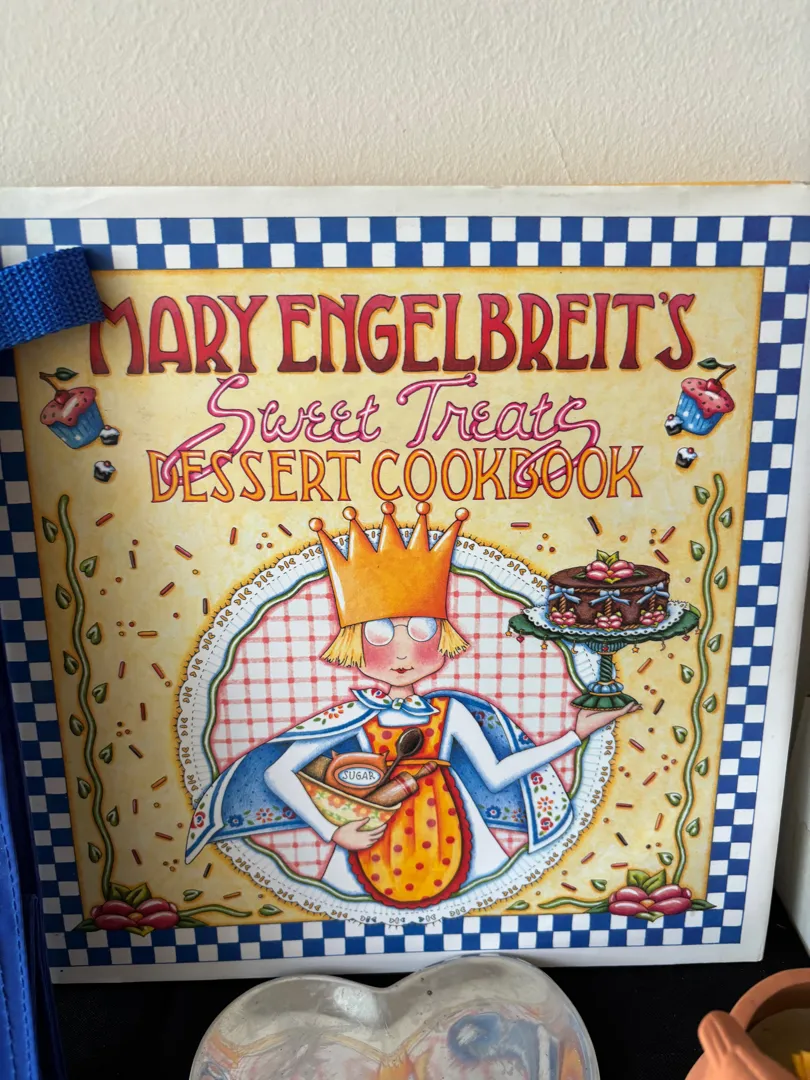 MARY ENGELBREIT'S
Sweet Treats
DESSERT COOKBOOK
SUGAR